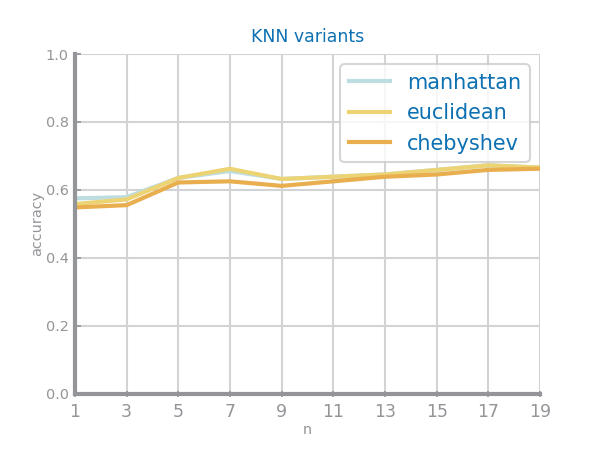 KNN variants
manhattan
euclidean
chebyshev
accuracy
1.0
0.8
0.6
0.4
0.2
0.0
1 3 5 7 9 11 13 15 17 19
n